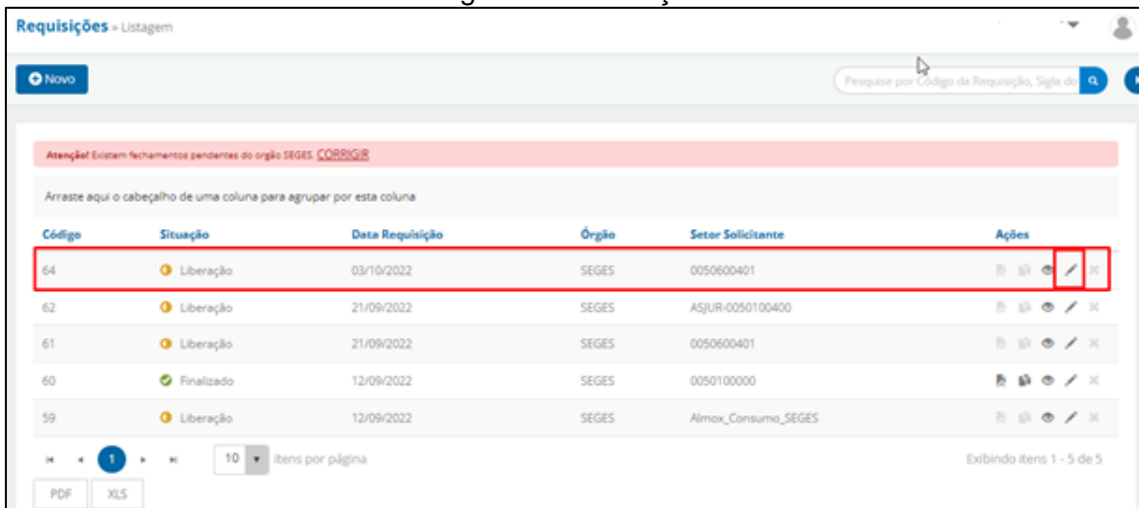 Requisições » Listagem
Novo
Pesquise por Código da Requisição, Sigla do
Atenção! Existem fechamentos pendentes do orgão SEGES. CORRIGIR
Arraste aqui o cabeçalho de uma coluna para agrupar por esta coluna
Código Situação Data Requisição Órgão Setor Solicitante Ações
64 Liberação 03/10/2022 SEGES 0050600401
62 Liberação 21/09/2022 SEGES ASJUR-0050100400
61 Liberação 21/09/2022 SEGES 0050600401
60 Finalizado 12/09/2022 SEGES 0050100000
59 Liberação 12/09/2022 SEGES Almox_Consumo_SEGES
1 10 itens por página Exibindo itens 1 - 5 de 5
PDF XLS